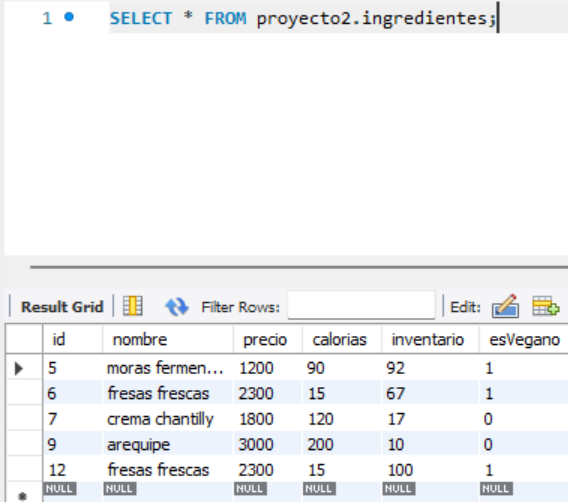 1 SELECT * FROM proyecto2.ingredientes;
Result Grid Filter Rows: Edit:
id nombre precio calorias inventario esVegano
5 moras fermen... 1200 90 92 1
6 fresas frescas 2300 15 67 1
7 crema chantilly 1800 120 17 0
9 arequipe 3000 200 10 0
12 fresas frescas 2300 15 100 1
NULL NULL NULL NULL NULL NULL